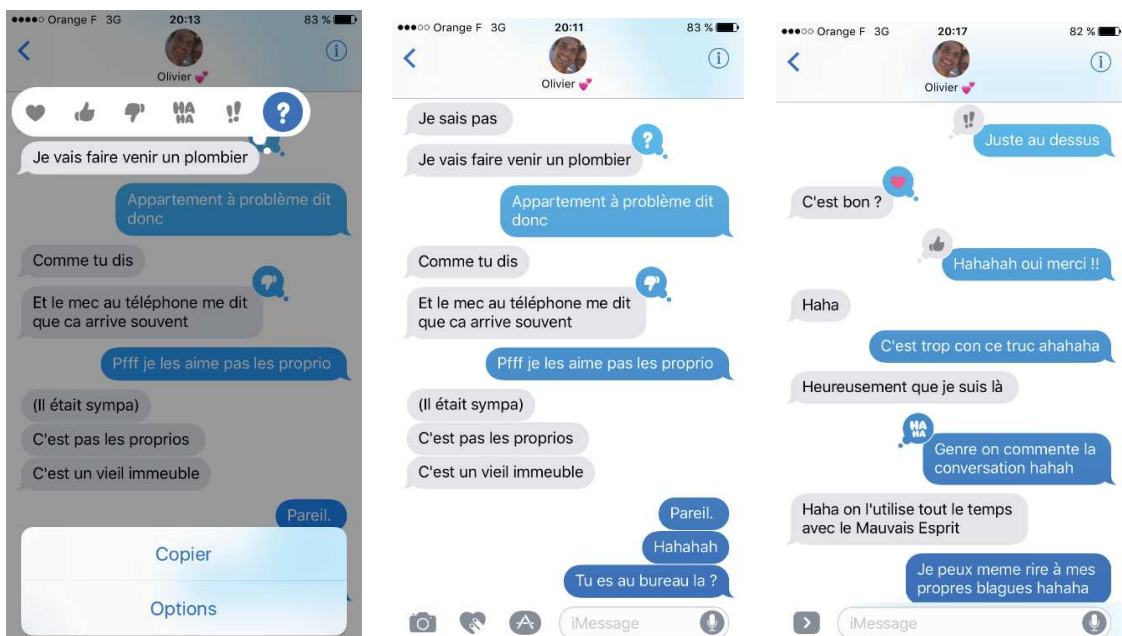 Orange F 3G 20:13 83 %
Olivier
HA
HA
!!
?
Je vais faire venir un plombier
Appartement à problème dit
donc
Comme tu dis
Et le mec au téléphone me dit
que ca arrive souvent
Pfff je les aime pas les proprio
(Il était sympa)
C'est pas les proprios
C'est un vieil immeuble
Pareil.
Copier
Options
Orange F 3G 20:11 83 %
Olivier
Je sais pas
?
Je vais faire venir un plombier
Appartement à problème dit
donc
Comme tu dis
Et le mec au téléphone me dit
que ca arrive souvent
Pfff je les aime pas les proprio
(Il était sympa)
C'est pas les proprios
C'est un vieil immeuble
Pareil.
Hahahah
Tu es au bureau la ?
iMessage
Orange F 3G 20:17 82 %
Olivier
!!
Juste au dessus
C'est bon ?
Hahahah oui merci !!
Haha
C'est trop con ce truc ahahaha
Heureusement que je suis là
HA
HA
Genre on commente la
conversation hahah
Haha on l'utilise tout le temps
avec le Mauvais Esprit
Je peux meme rire à mes
propres blagues hahaha
iMessage